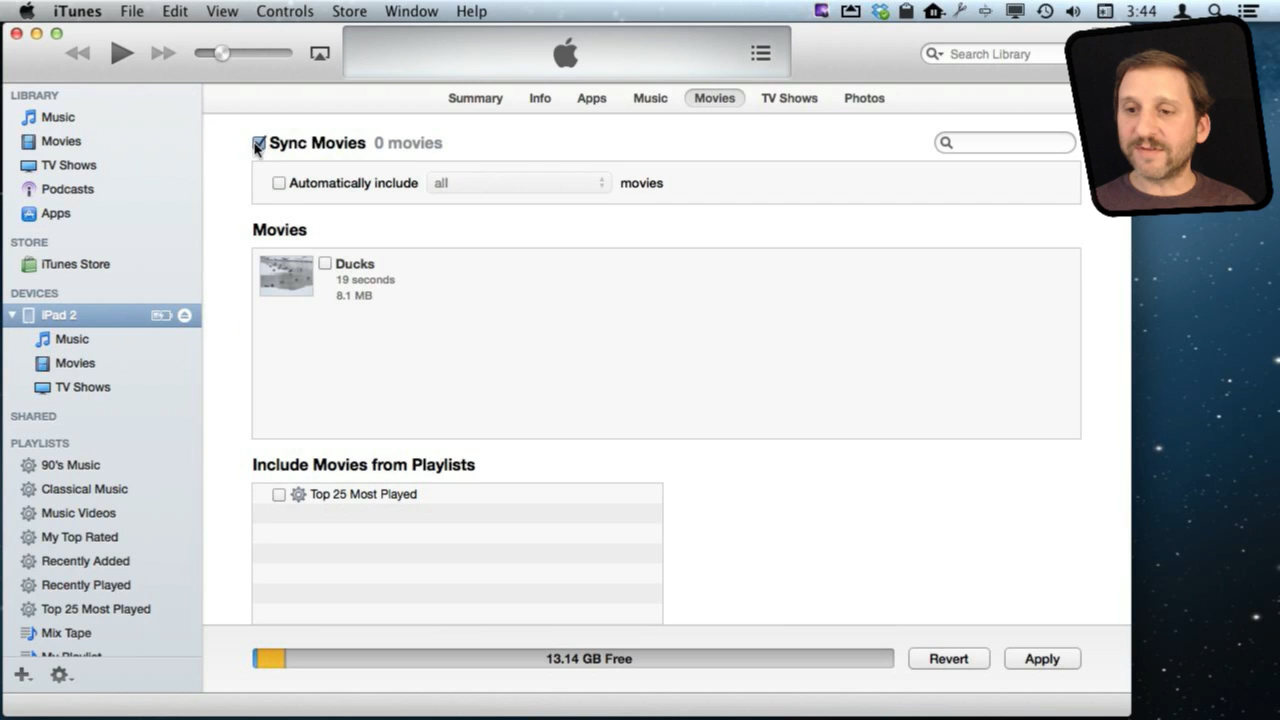 iTunes File Edit View Controls Store Window Help 3:44
Search Library
LIBRARY
Music
Movies
TV Shows
Podcasts
Apps
STORE
iTunes Store
DEVICES
iPad 2
Music
Movies
TV Shows
SHARED
PLAYLISTS
90's Music
Classical Music
Music Videos
My Top Rated
Recently Added
Recently Played
Top 25 Most Played
Mix Tape
My Playlist
Summary Info Apps Music Movies TV Shows Photos
Sync Movies 0 movies
Automatically include all movies
Movies
Ducks
19 seconds
8.1 MB
Include Movies from Playlists
Top 25 Most Played
13.14 GB Free Revert Apply